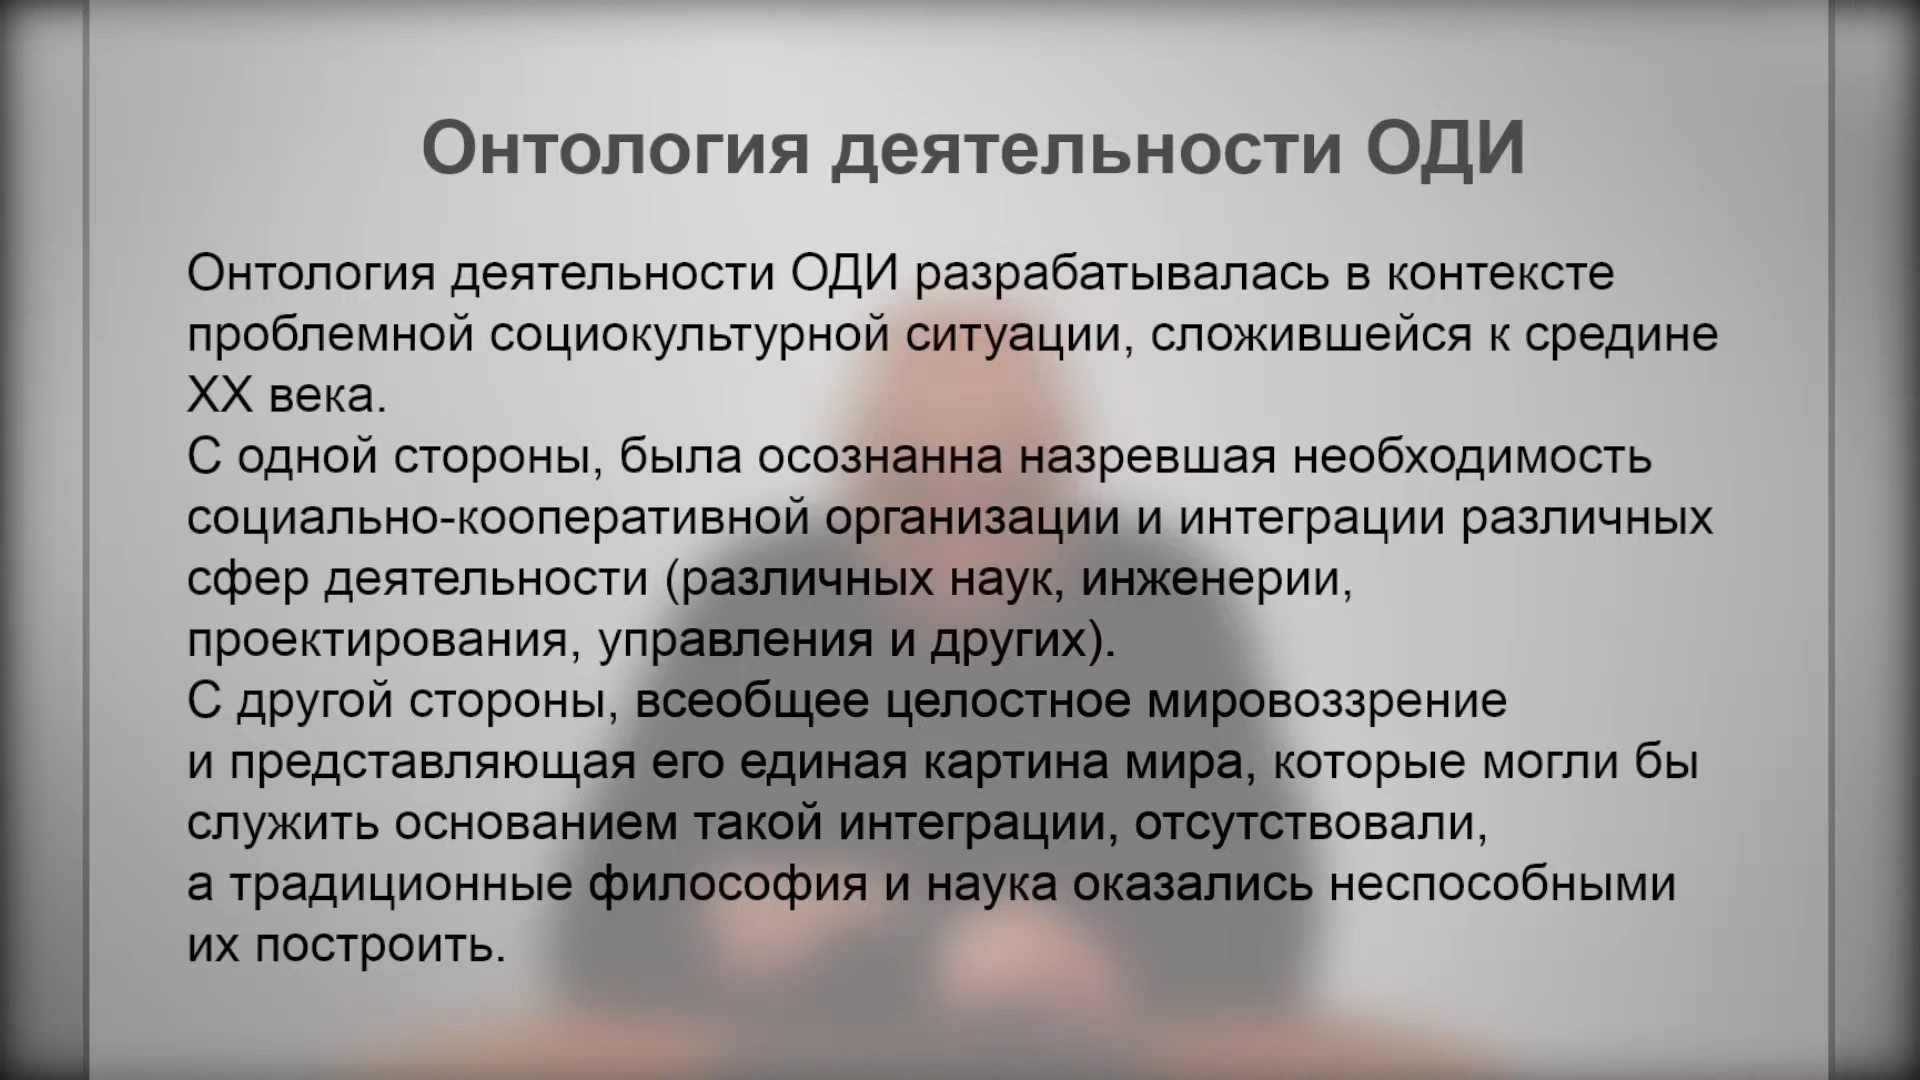 Онтология деятельности ОДИ
Онтология деятельности ОДИ разрабатывалась в контексте
проблемной социокультурной ситуации, сложившейся к средине
XX века.
С одной стороны, была осознанна назревшая необходимость
социально-кооперативной организации и интеграции различных
сфер деятельности (различных наук, инженерии,
проектирования, управления и других).
С другой стороны, всеобщее целостное мировоззрение
и представляющая его единая картина мира, которые могли бы
служить основанием такой интеграции, отсутствовали,
а традиционные философия и наука оказались неспособными
их построить.